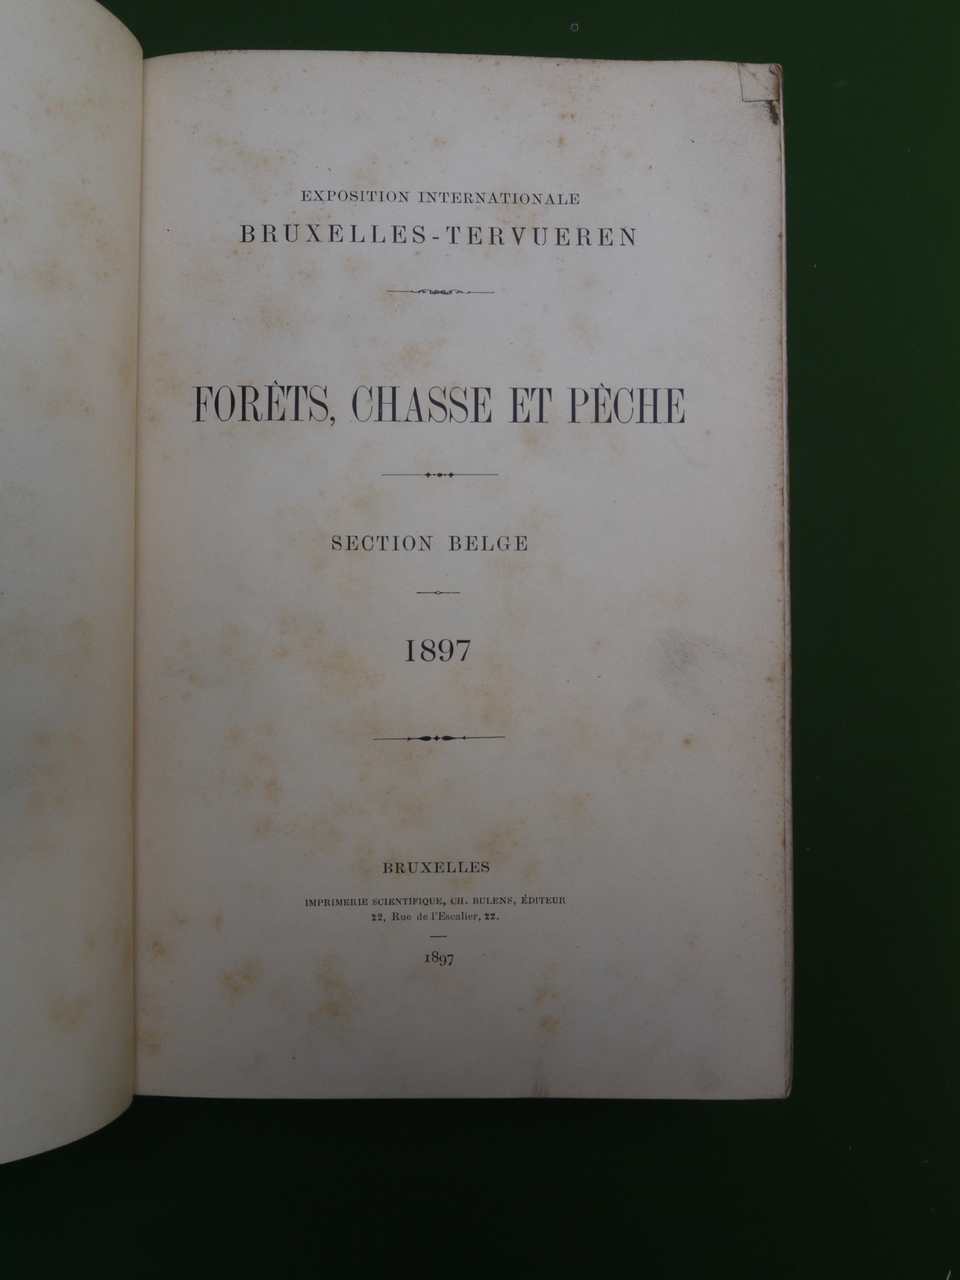 EXPOSITION INTERNATIONALE
BRUXELLES-TERVUEREN
FORÊTS, CHASSE ET PÊCHE
SECTION BELGE
1897
BRUXELLES
IMPRIMERIE SCIENTIFIQUE, CH. BULENS, ÉDITEUR
22, Rue de l'Escalier, 22.
1897